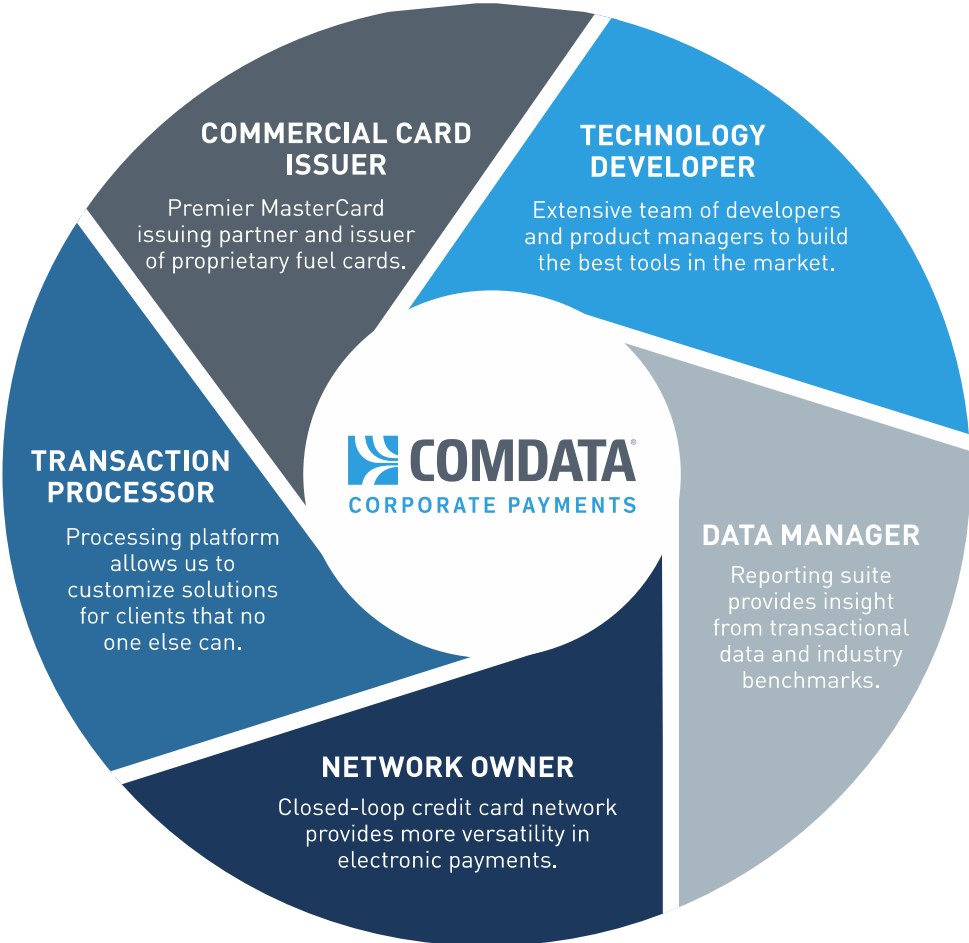 COMMERCIAL CARD
ISSUER
Premier MasterCard
issuing partner and issuer
of proprietary fuel cards.
TECHNOLOGY
DEVELOPER
Extensive team of developers
and product managers to build
the best tools in the market.
COMDATA®
CORPORATE PAYMENTS
TRANSACTION
PROCESSOR
Processing platform
allows us to
customize solutions
for clients that no
one else can.
DATA MANAGER
Reporting suite
provides insight
from transactional
data and industry
benchmarks.
NETWORK OWNER
Closed-loop credit card network
provides more versatility in
electronic payments.